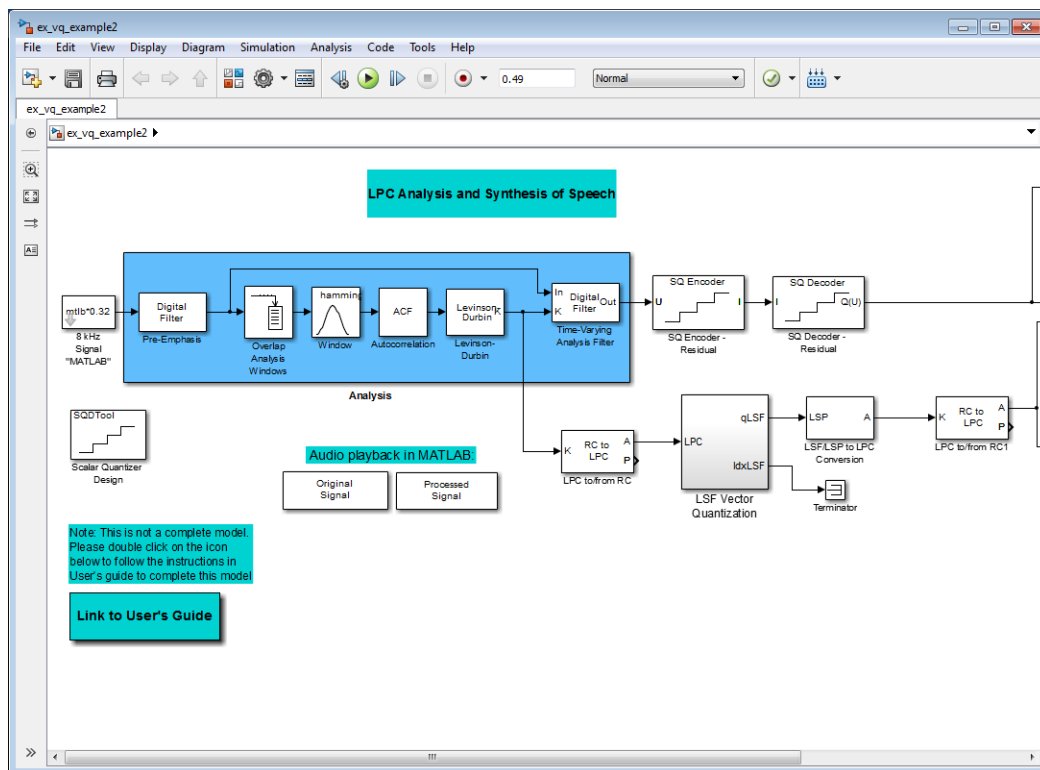 ex_vq_example2
File Edit View Display Diagram Simulation Analysis Code Tools Help
0.49
Normal
ex_vq_example2
ex_vq_example2
LPC Analysis and Synthesis of Speech
mtlb*0.32
8 kHz
Signal
"MATLAB"
Digital
Filter
Pre-Emphasis
Overlap
Analysis
Windows
hamming
Window
ACF
Autocorrelation
Levinson
Durbin
K
Levinson-
Durbin
In
K
Digital
Filter
Out
Time-Varying
Analysis Filter
Analysis
SQ Encoder
U
I
SQ Encoder -
Residual
SQ Decoder
I
Q(U)
SQ Decoder -
Residual
SQDTool
Scalar Quantizer
Design
Audio playback in MATLAB:
Original
Signal
Processed
Signal
K
RC to
LPC
A
P
LPC to/from RC
LPC
qLSF
IdxLSF
LSF Vector
Quantization
LSP
A
LSF/LSP to LPC
Conversion
Terminator
K
RC to
LPC
A
P
LPC to/from RC1
Note: This is not a complete model.
Please double click on the icon
below to follow the instructions in
User's guide to complete this model
Link to User's Guide